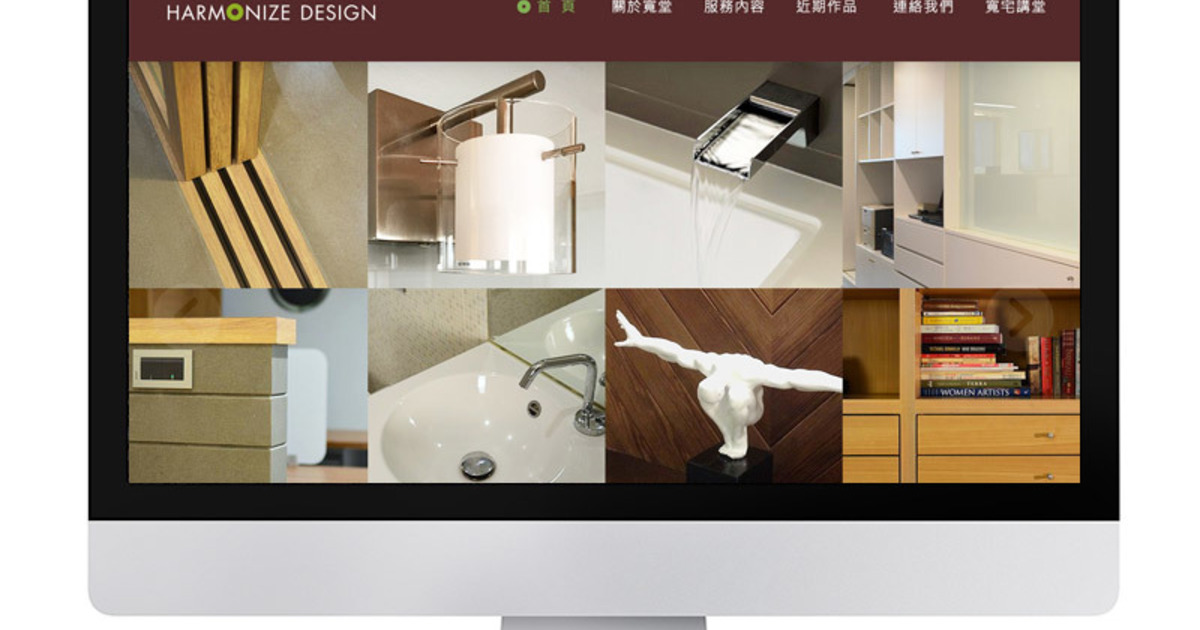 HARMONIZE DESIGN
首 頁
關於寬堂
服務內容
近期作品
連絡我們
寬宅講堂
WOMEN ARTISTS